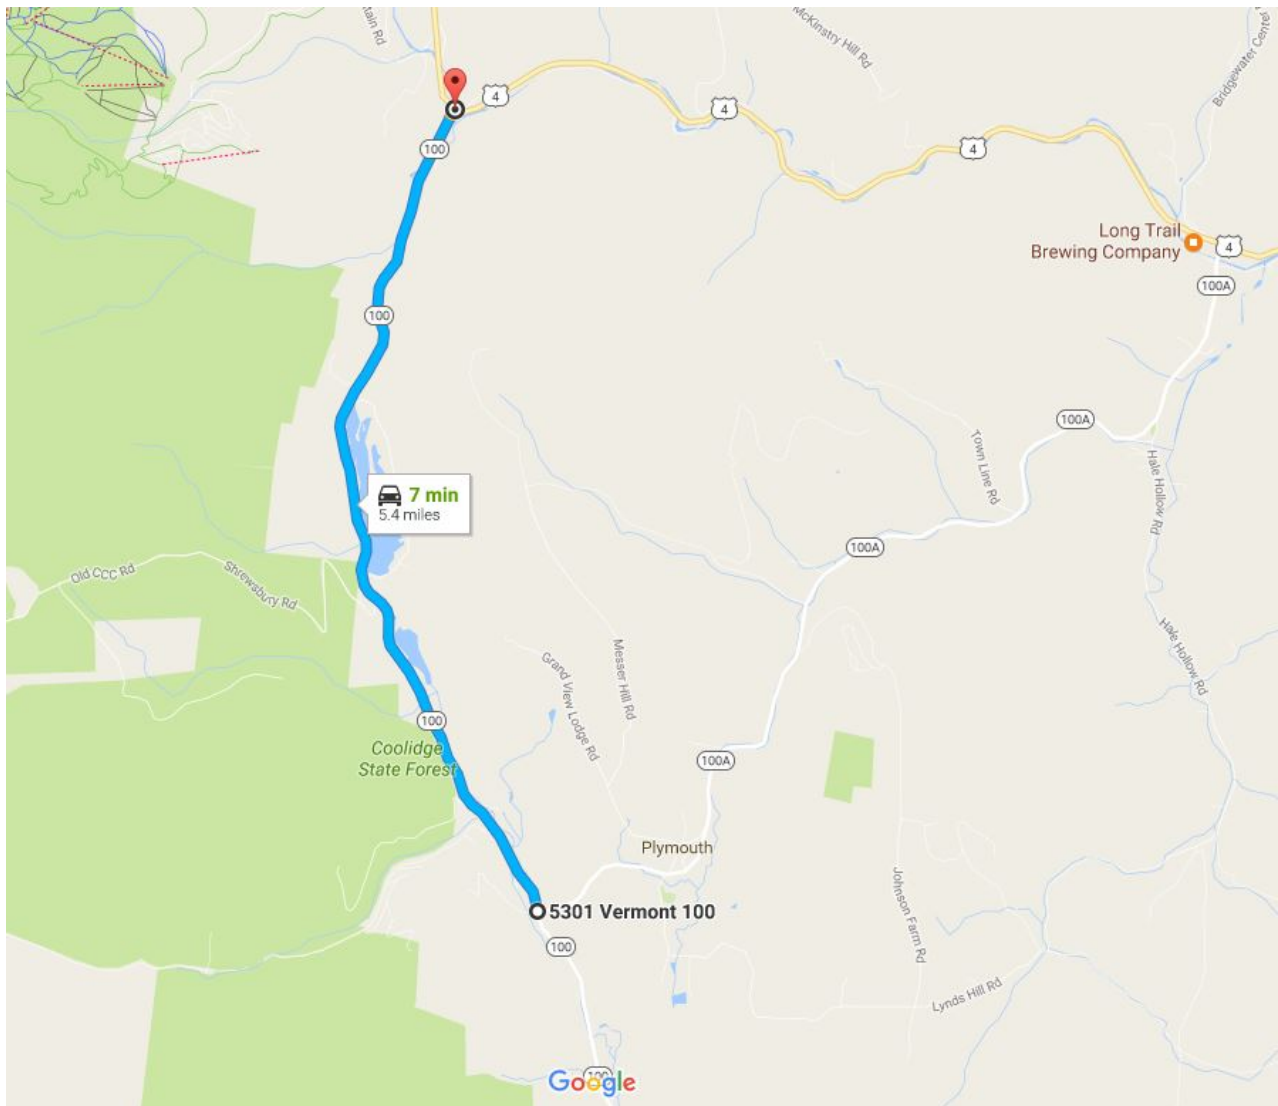 tain Rd
McKinstry Hill Rd
Bridgewater Center
4
100
4
4
Long Trail
Brewing Company
4
100A
100
100A
Town Line Rd
Hale Hollow Rd
7 min
5.4 miles
100A
Old CCC Rd
Shrewsbury Rd
Hale Hollow Rd
Messer Hill Rd
Grand View Lodge Rd
100
Coolidge
State Forest
100A
Plymouth
Johnson Farm Rd
5301 Vermont 100
100
Lynds Hill Rd
100
Google